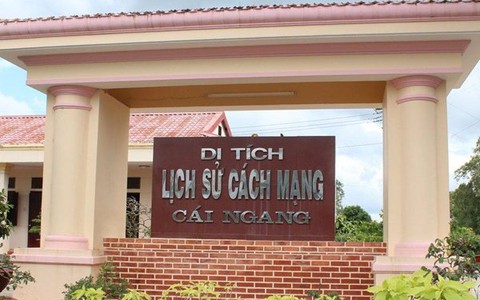 DI TÍCH
LỊCH SỬ CÁCH MẠNG
CÁI NGANG